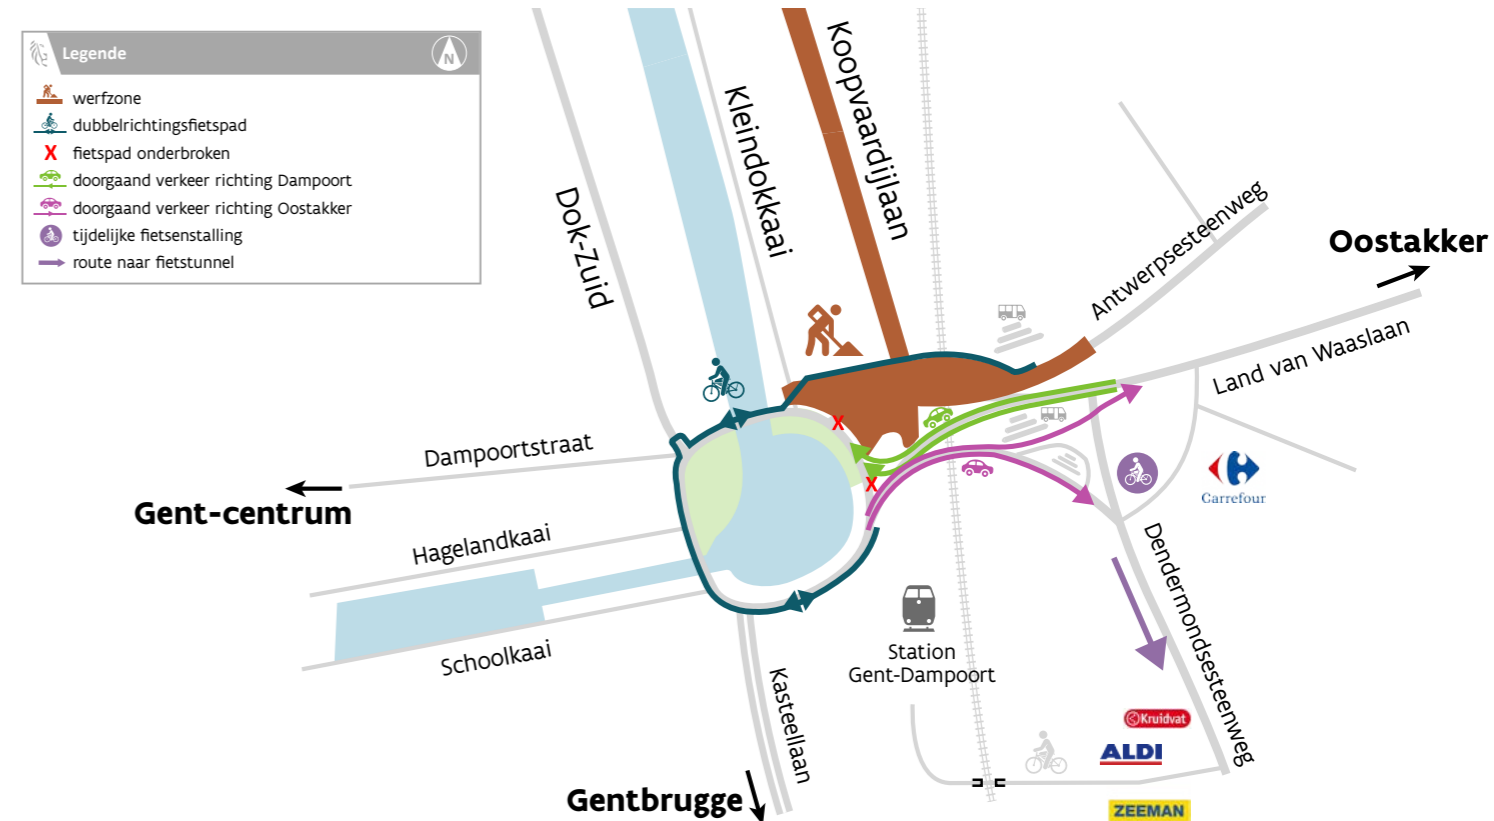 Legende
N
werfzone
dubbelrichtingsfietspad
X fietspad onderbroken
doorgaand verkeer richting Dampoort
doorgaand verkeer richting Oostakker
tijdelijke fietsenstalling
route naar fietstunnel
Koopvaardijlaan
Kleindokkaai
Dok-Zuid
Antwerpsesteenweg
Oostakker
Land van Waaslaan
X
Dampoortstraat
X
Carrefour
Gent-centrum
Hagelandkaai
Dendermondsesteenweg
Schoolkaai
Station
Gent-Dampoort
Kasteellaan
Kruidvat
ALDI
Gentbrugge
ZEEMAN